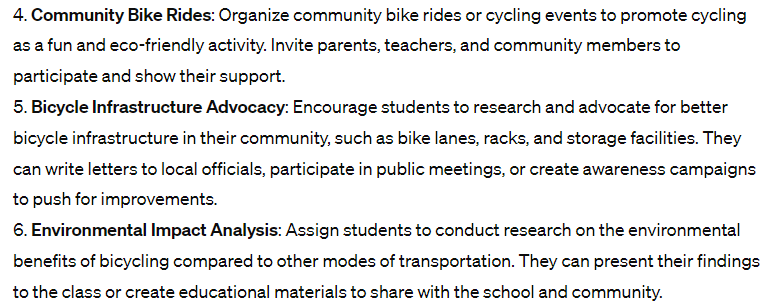 4. Community Bike Rides: Organize community bike rides or cycling events to promote cycling
as a fun and eco-friendly activity. Invite parents, teachers, and community members to
participate and show their support.
5. Bicycle Infrastructure Advocacy: Encourage students to research and advocate for better
bicycle infrastructure in their community, such as bike lanes, racks, and storage facilities. They
can write letters to local officials, participate in public meetings, or create awareness campaigns
to push for improvements.
6. Environmental Impact Analysis: Assign students to conduct research on the environmental
benefits of bicycling compared to other modes of transportation. They can present their findings
to the class or create educational materials to share with the school and community.